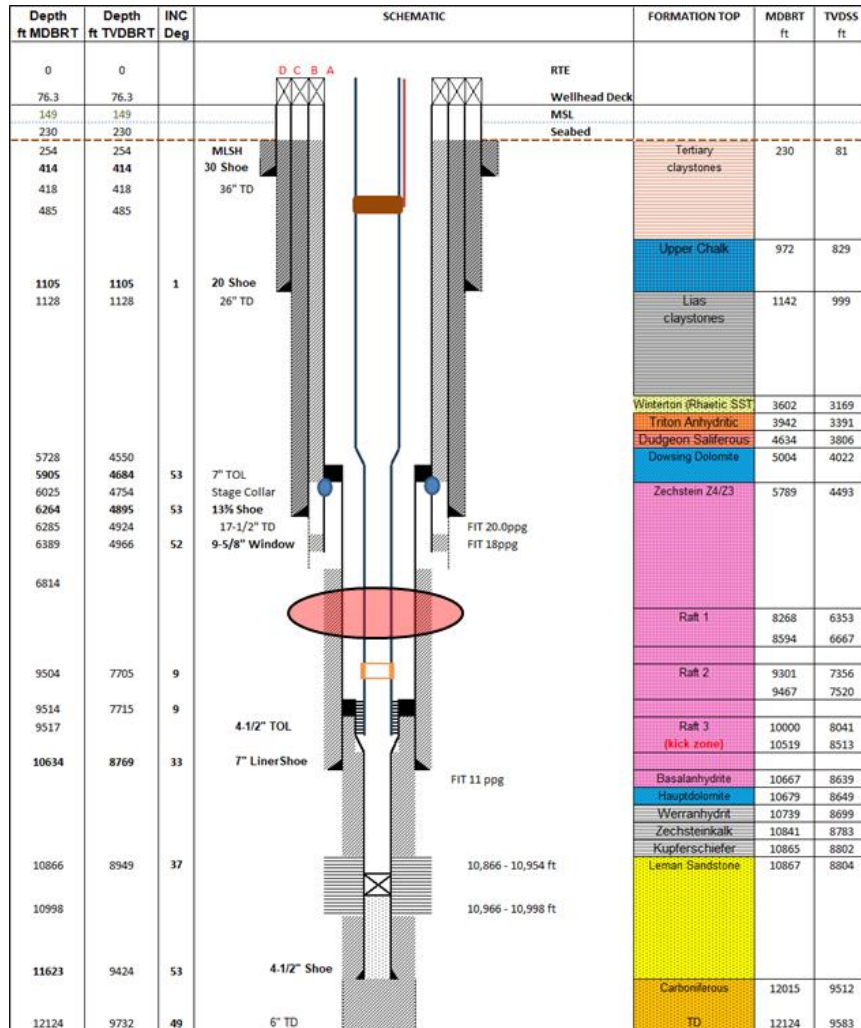 Depth Depth INC SCHEMATIC FORMATION TOP MDBRT TVDSS
ft MDBRT ft TVDBRT Deg ft ft
D C B A
0 0 RTE
76.3 76.3 Wellhead Deck
149 149 MSL
230 230 Seabed
254 254 MLSH Tertiary 230 81
414 414 30 Shoe claystones
418 418 36" TD
485 485
Upper Chalk 972 829
1105 1105 1 20 Shoe
1128 1128 26" TD Lias 1142 999
claystones
Winterton (Rhaetic SST) 3602 3169
Triton Anhydritic 3942 3391
Dudgeon Saliferous 4634 3806
5728 4550 Dowsing Dolomite 5004 4022
5905 4684 53 7" TOL
6025 4754 Stage Collar Zechstein Z4/Z3 5789 4493
6264 4895 53 13⅜ Shoe
6285 4924 17-1/2" TD FIT 20.0ppg
6389 4966 52 9-5/8" Window FIT 18ppg
6814
Raft 1 8268 6353
8594 6667
9504 7705 9 Raft 2 9301 7356
9467 7520
9514 7715 9
9517 4-1/2" TOL Raft 3 10000 8041
(kick zone) 10519 8513
10634 8769 33 7" Liner Shoe
FIT 11 ppg Basalanhydrite 10667 8639
Hauptdolomite 10679 8649
Werranhydrit 10739 8699
Zechsteinkalk 10841 8783
Kupferschiefer 10865 8802
10866 8949 37 10,866 - 10,954 ft Leman Sandstone 10867 8804
10998 10,966 - 10,998 ft
11623 9424 53 4-1/2" Shoe
Carboniferous 12015 9512
12124 9732 49 6" TD TD 12124 9583